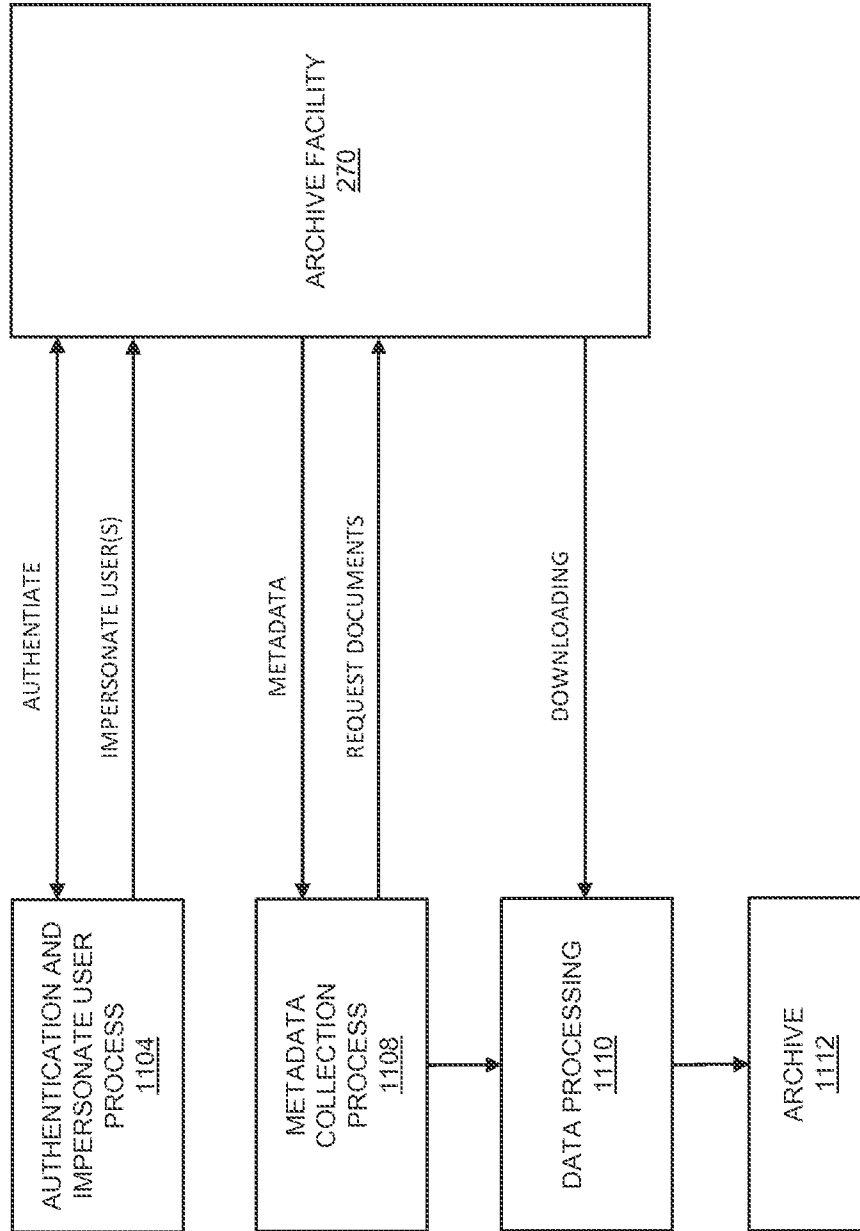 AUTHENTICATION AND
IMPERSONATE USER
PROCESS
1104
AUTHENTIATE
IMPERSONATE USER(S)
METADATA
COLLECTION
PROCESS
1108
METADATA
REQUEST DOCUMENTS
DATA PROCESSING
1110
DOWNLOADING
ARCHIVE
1112
ARCHIVE FACILITY
270